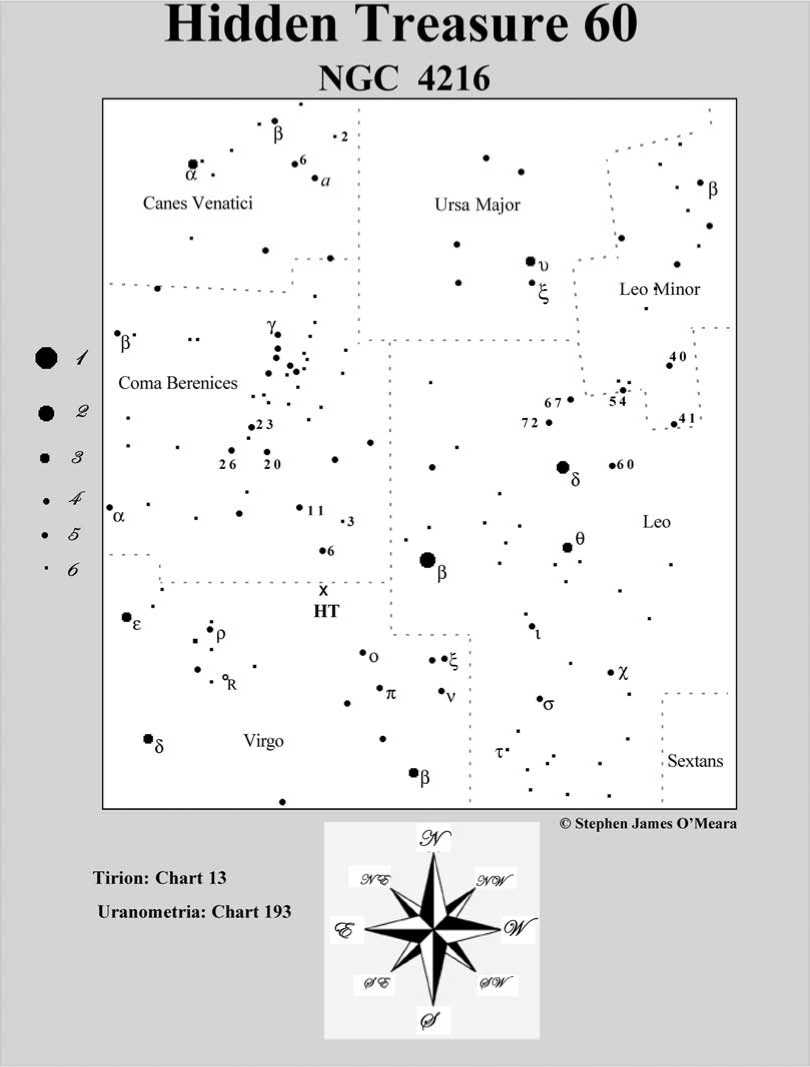 Hidden Treasure 60
NGC 4216
β
2
α
6
a
β
Canes Venatici
Ursa Major
υ
ξ
Leo Minor
γ
β
40
1
Coma Berenices
67
54
2
23
72
41
3
26
20
δ
60
4
α
11
3
Leo
5
6
θ
6
β
x
HT
ε
ρ
ι
ο
ξ
χ
R
π
ν
σ
δ
Virgo
τ
Sextans
β
© Stephen James O’Meara
N
Tirion: Chart 13
NE
NW
Uranometria: Chart 193
E
W
SE
SW
S